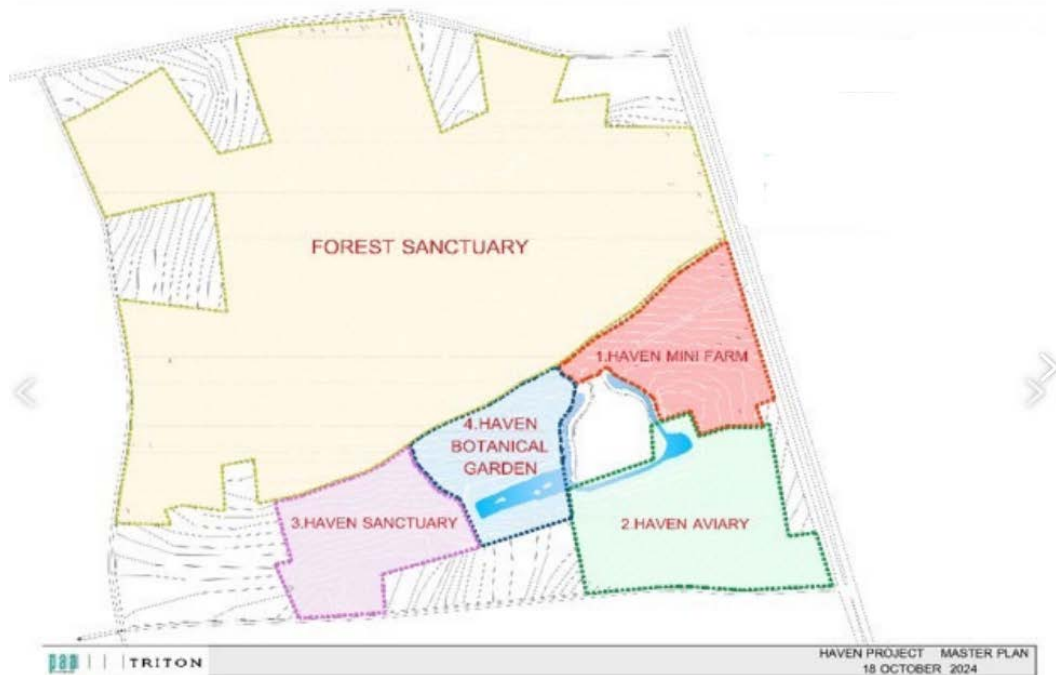 FOREST SANCTUARY
1.HAVEN MINI FARM
4.HAVEN
BOTANICAL
GARDEN
3.HAVEN SANCTUARY
2.HAVEN AVIARY
TRITON
HAVEN PROJECT MASTER PLAN
18 OCTOBER 2024